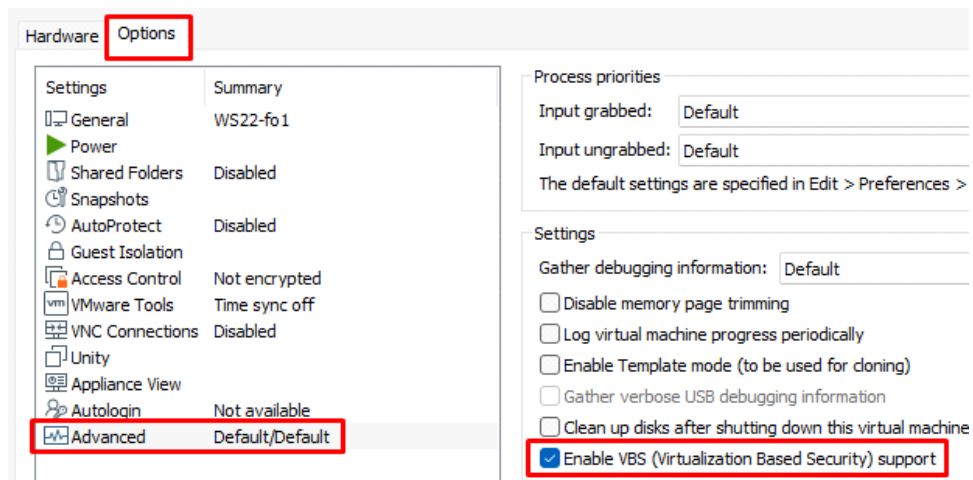 Hardware Options
Settings Summary
General WS22-fo1
Power
Shared Folders Disabled
Snapshots
AutoProtect Disabled
Guest Isolation
Access Control Not encrypted
vm VMware Tools Time sync off
VNC Connections Disabled
Unity
Appliance View
Autologin Not available
Advanced Default/Default
Process priorities
Input grabbed: Default
Input ungrabbed: Default
The default settings are specified in Edit > Preferences >
Settings
Gather debugging information: Default
Disable memory page trimming
Log virtual machine progress periodically
Enable Template mode (to be used for cloning)
Gather verbose USB debugging information
Clean up disks after shutting down this virtual machine
Enable VBS (Virtualization Based Security) support